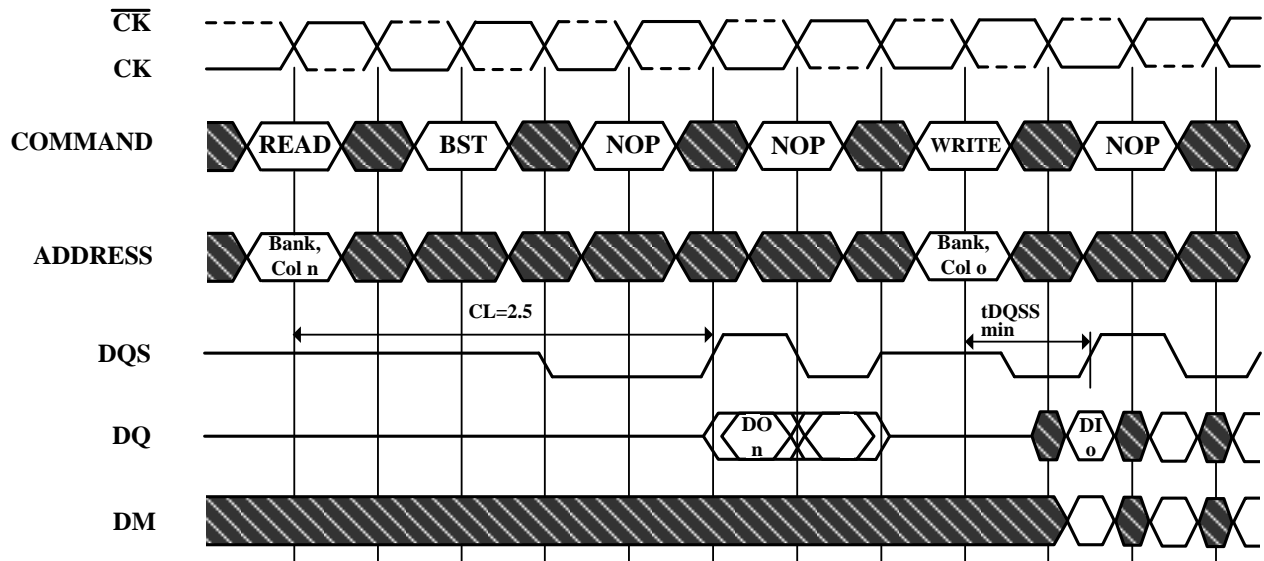 CK
CK
COMMAND
READ
BST
NOP
NOP
WRITE
NOP
ADDRESS
Bank,
Col n
Bank,
Col o
CL=2.5
tDQSS
min
DQS
DQ
DO
n
DI
o
DM